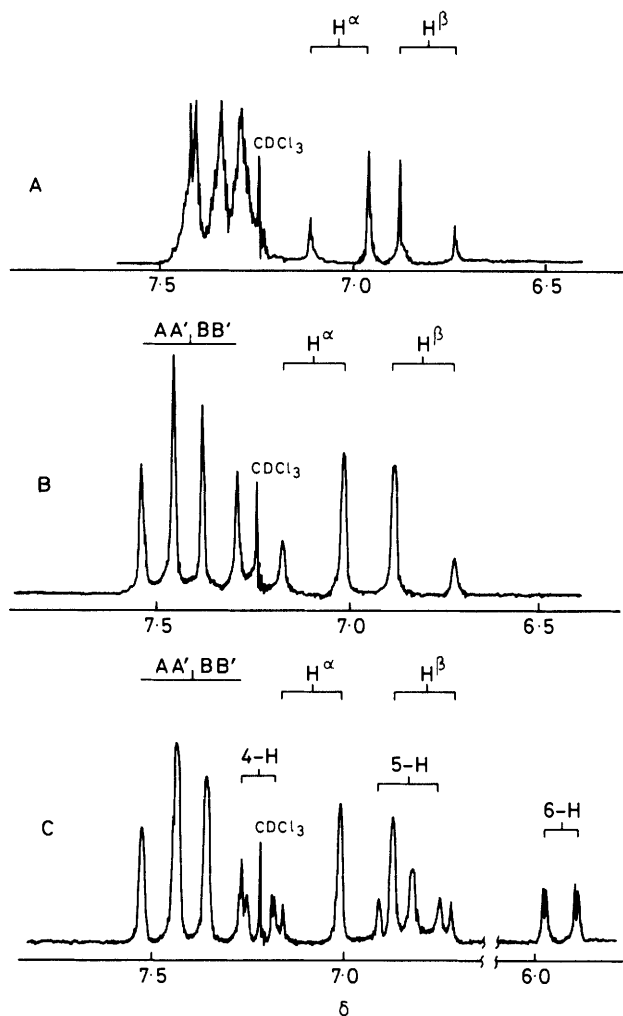 Hα Hβ
CDCl3
A
7.5 7.0 6.5
AA', BB' Hα Hβ
CDCl3
B
7.5 7.0 6.5
AA', BB' Hα Hβ
4-H 5-H 6-H
CDCl3
C
7.5 7.0 6.0
δ